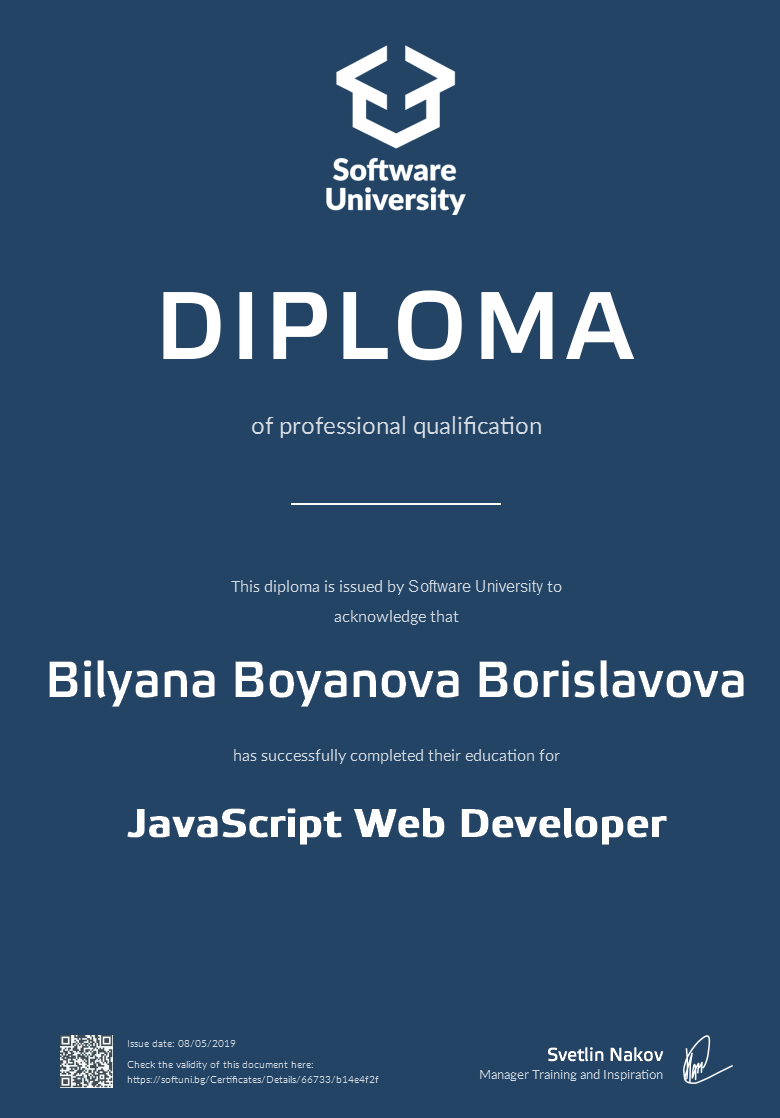 Software
University
DIPLOMA
of professional qualification
This diploma is issued by Software University to
acknowledge that
Bilyana Boyanova Borislavova
has successfully completed their education for
JavaScript Web Developer
Issue date: 08/05/2019
Check the validity of this document here:
https://softuni.bg/Certificates/Details/66733/b14e4f2f
Svetlin Nakov
Manager Training and Inspiration